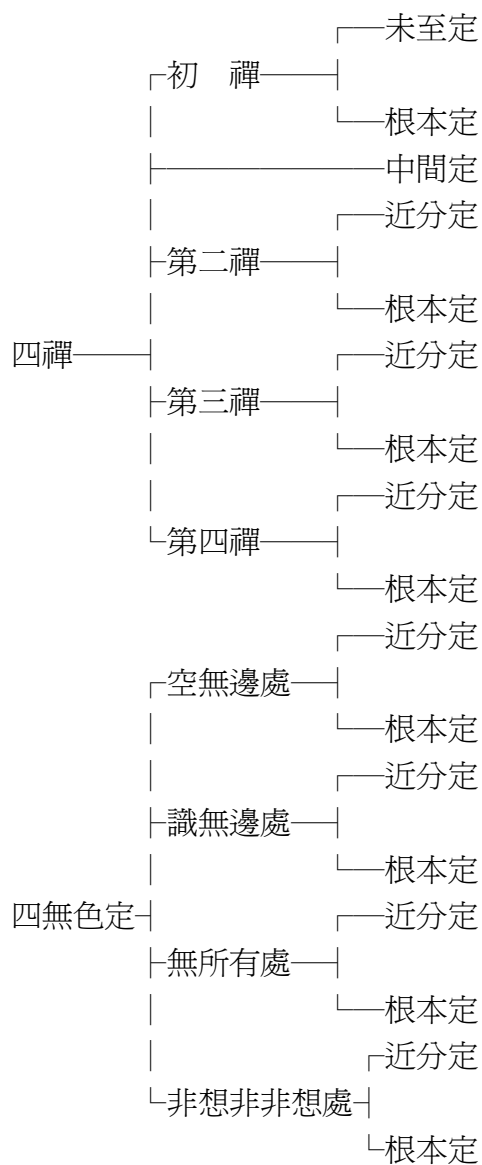 未至定
初　禪
根本定
中間定
近分定
第二禪
根本定
四禪
近分定
第三禪
根本定
近分定
第四禪
根本定
近分定
空無邊處
根本定
近分定
識無邊處
根本定
四無色定
近分定
無所有處
根本定
近分定
非想非非想處
根本定